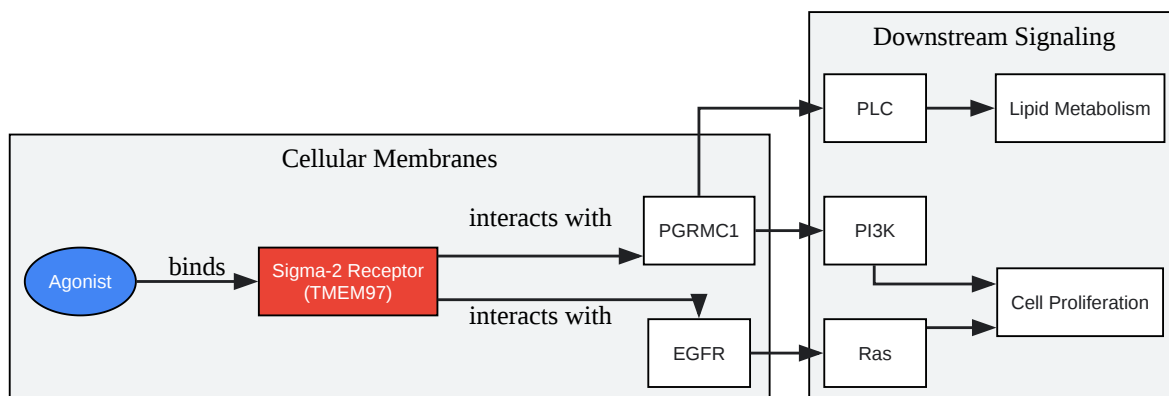 Downstream Signaling
PLC
Lipid Metabolism
Cellular Membranes
interacts with
PGRMC1
PI3K
binds
Agonist
Sigma-2 Receptor
(TMEM97)
Cell Proliferation
interacts with
EGFR
Ras